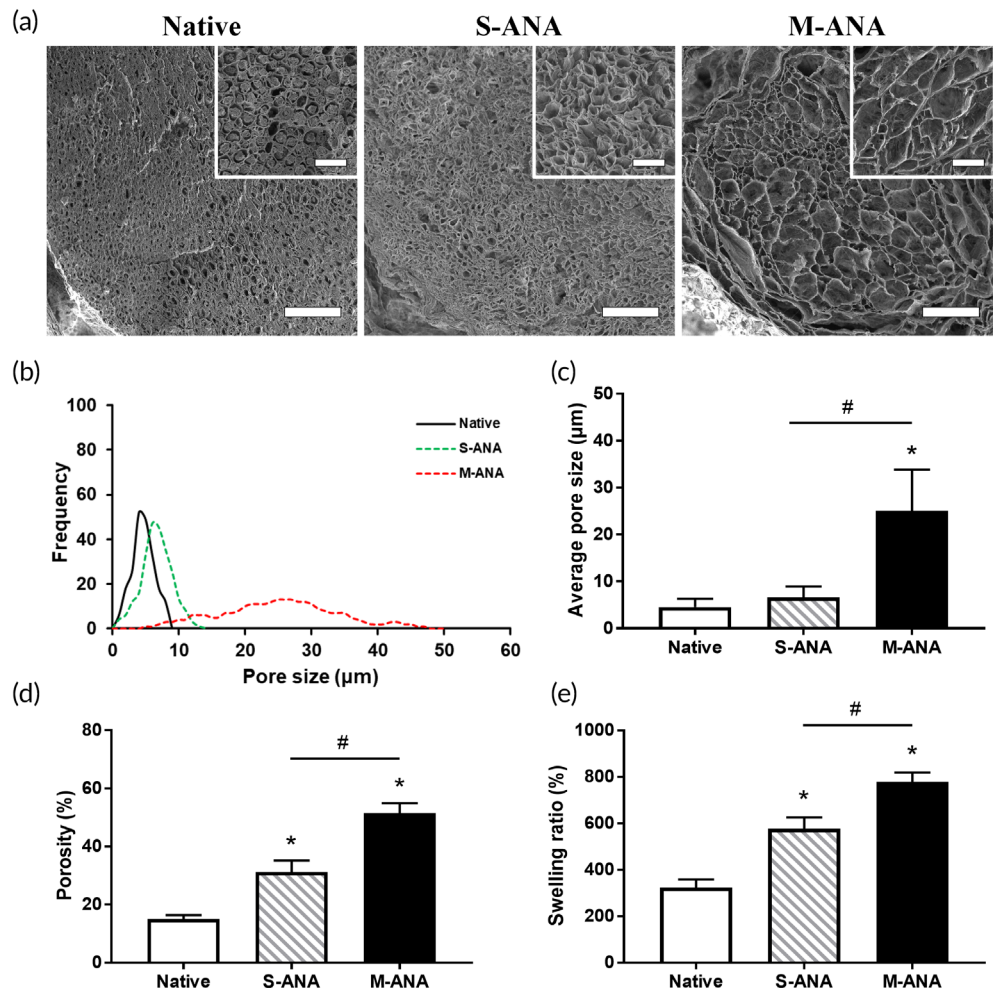 (a)
Native
S-ANA
M-ANA
(b)
Frequency
100
80
60
40
20
0
0 10 20 30 40 50 60
Pore size (μm)
Native
S-ANA
M-ANA
(c)
Average pore size (μm)
50
40
30
20
10
0
#
*
Native S-ANA M-ANA
(d)
Porosity (%)
80
60
40
20
0
#
*
*
Native S-ANA M-ANA
(e)
Swelling ratio (%)
1000
800
600
400
200
0
#
*
*
Native S-ANA M-ANA